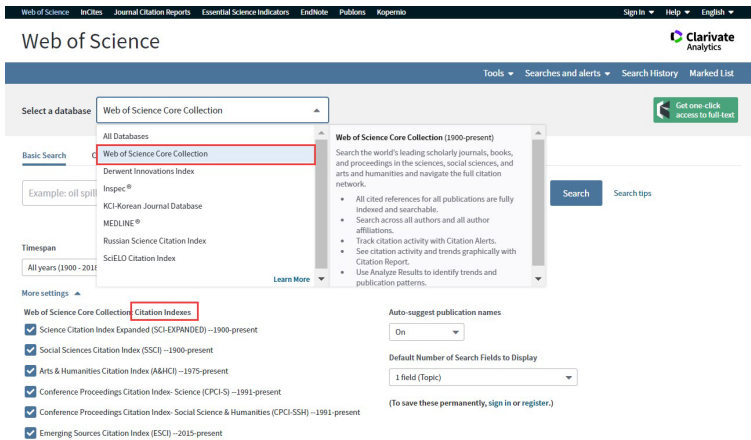 Web of Science InCites Journal Citation Reports Essential Science Indicators EndNote Publons Kopernio Sign In Help English
Web of Science
Clarivate
Analytics
Tools Searches and alerts Search History Marked List
Select a database Web of Science Core Collection
Get one-click
access to full-text
All Databases
Web of Science Core Collection
Derwent Innovations Index
Inspec®
KCI-Korean Journal Database
MEDLINE®
Russian Science Citation Index
SciELO Citation Index
Learn More
Web of Science Core Collection (1900-present)
Search the world's leading scholarly journals, books,
and proceedings in the sciences, social sciences, and
arts and humanities and navigate the full citation
network.
• All cited references for all publications are fully
indexed and searchable.
• Search across all authors and all author
affiliations.
• Track citation activity with Citation Alerts.
• See citation activity and trends graphically with
Citation Report.
• Use Analyze Results to identify trends and
publication patterns.
Basic Search C
Example: oil spill
Search Search tips
Timespan
All years (1900 - 2018
More settings
Web of Science Core Collection: Citation Indexes
Science Citation Index Expanded (SCI-EXPANDED) --1900-present
Social Sciences Citation Index (SSCI) --1900-present
Arts & Humanities Citation Index (A&HCI) --1975-present
Conference Proceedings Citation Index- Science (CPCI-S) --1991-present
Conference Proceedings Citation Index- Social Science & Humanities (CPCI-SSH) --1991-present
Emerging Sources Citation Index (ESCI) --2015-present
Auto-suggest publication names
On
Default Number of Search Fields to Display
1 field (Topic)
(To save these permanently, sign in or register.)